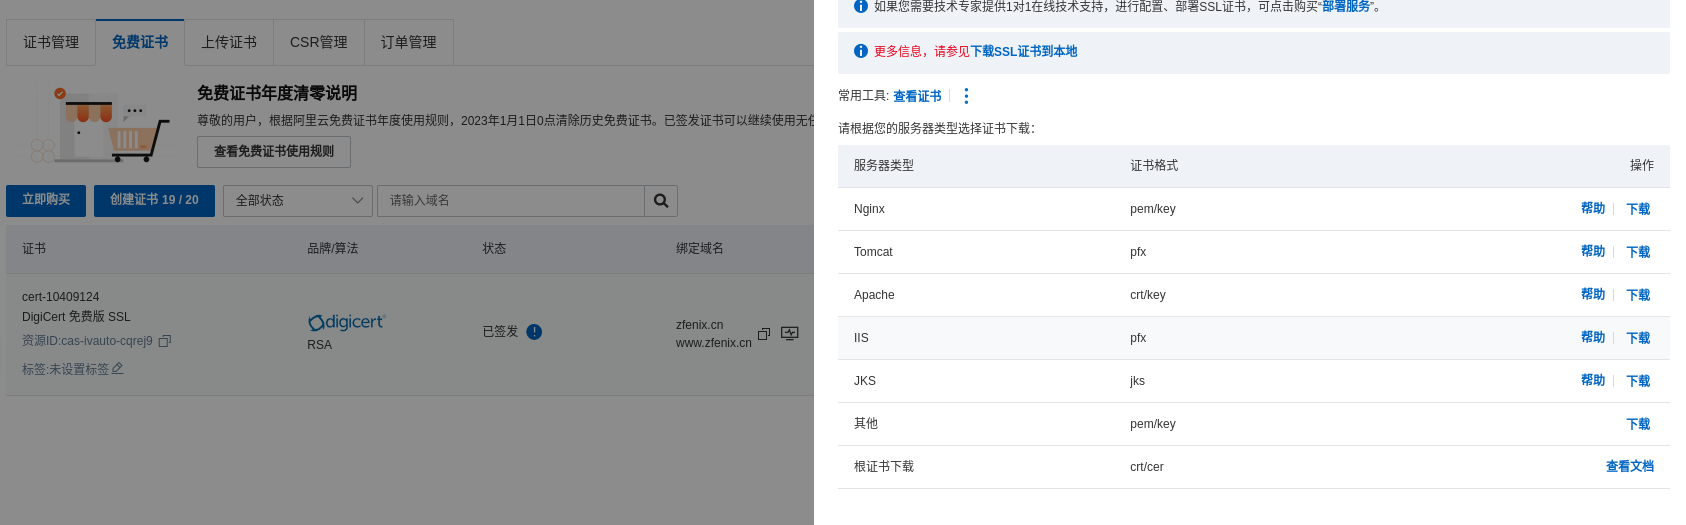 证书管理 免费证书 上传证书 CSR管理 订单管理
免费证书年度清零说明
尊敬的用户，根据阿里云免费证书年度使用规则，2023年1月1日0点清除历史免费证书。已签发证书可以继续使用无
查看免费证书使用规则
立即购买 创建证书 19 / 20 全部状态 请输入域名
证书 品牌/算法 状态 绑定域名
cert-10409124
DigiCert 免费版 SSL
资源ID:cas-ivauto-cqrej9
标签:未设置标签
digicert
RSA
已签发
zfenix.cn
www.zfenix.cn
如果您需要技术专家提供1对1在线技术支持，进行配置、部署SSL证书，可点击购买“部署服务”。
更多信息，请参见下载SSL证书到本地
常用工具: 查看证书
请根据您的服务器类型选择证书下载：
服务器类型 证书格式 操作
Nginx pem/key 帮助 下载
Tomcat pfx 帮助 下载
Apache crt/key 帮助 下载
IIS pfx 帮助 下载
JKS jks 帮助 下载
其他 pem/key 下载
根证书下载 crt/cer 查看文档